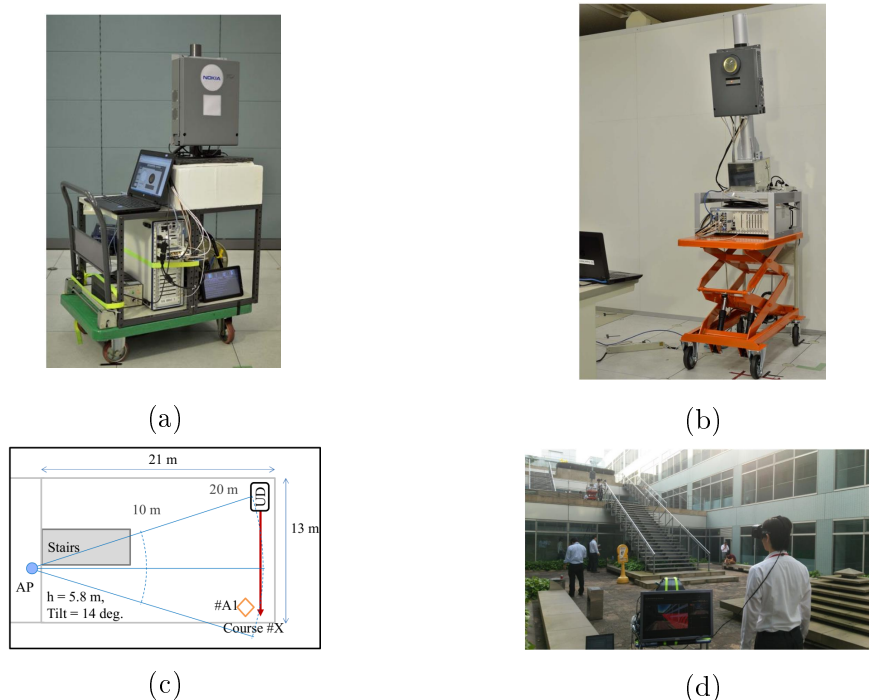 NOKIA
(a)
(b)
21 m
20 m
UD
10 m
13 m
Stairs
AP
h = 5.8 m,
Tilt = 14 deg.
#A1
Course #X
(c)
(d)